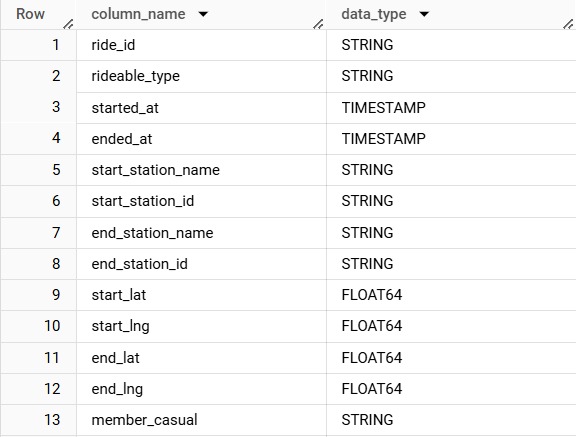 Row column_name data_type
1 ride_id STRING
2 rideable_type STRING
3 started_at TIMESTAMP
4 ended_at TIMESTAMP
5 start_station_name STRING
6 start_station_id STRING
7 end_station_name STRING
8 end_station_id STRING
9 start_lat FLOAT64
10 start_lng FLOAT64
11 end_lat FLOAT64
12 end_lng FLOAT64
13 member_casual STRING